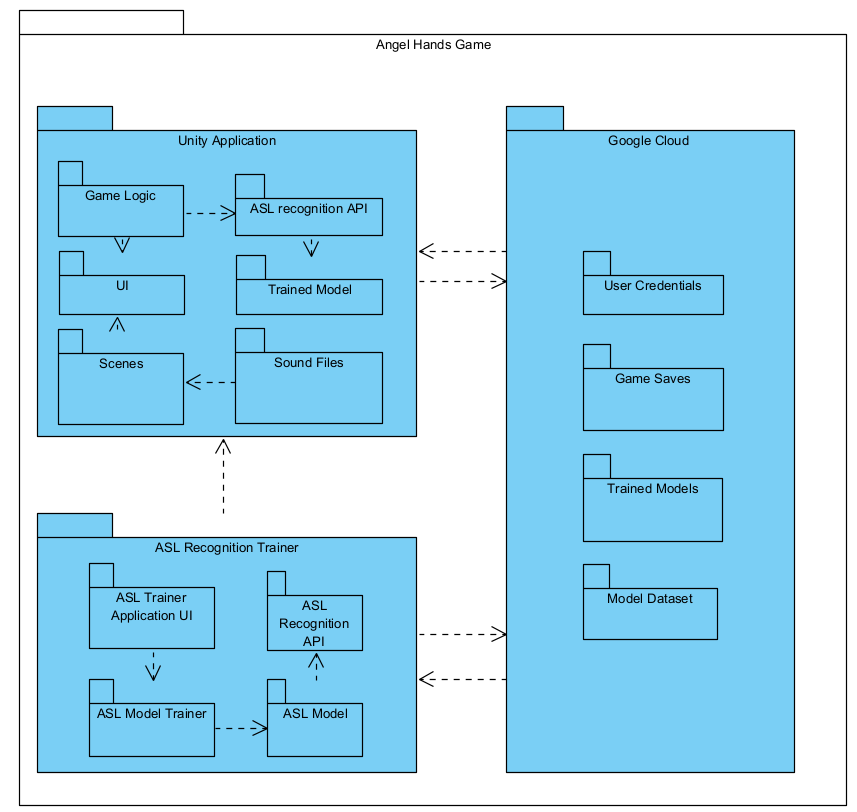 Angel Hands Game
Unity Application
Game Logic
ASL recognition API
UI
Trained Model
Scenes
Sound Files
Google Cloud
User Credentials
Game Saves
Trained Models
Model Dataset
ASL Recognition Trainer
ASL Trainer
Application UI
ASL
Recognition
API
ASL Model Trainer
ASL Model